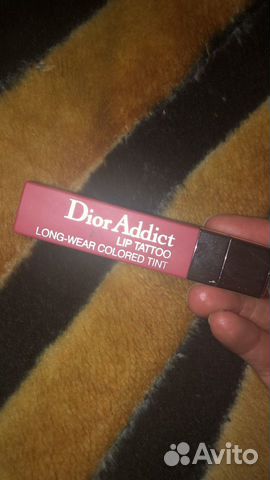 Dior Addict
LIP TATTOO
LONG-WEAR COLORED TINT
Avito